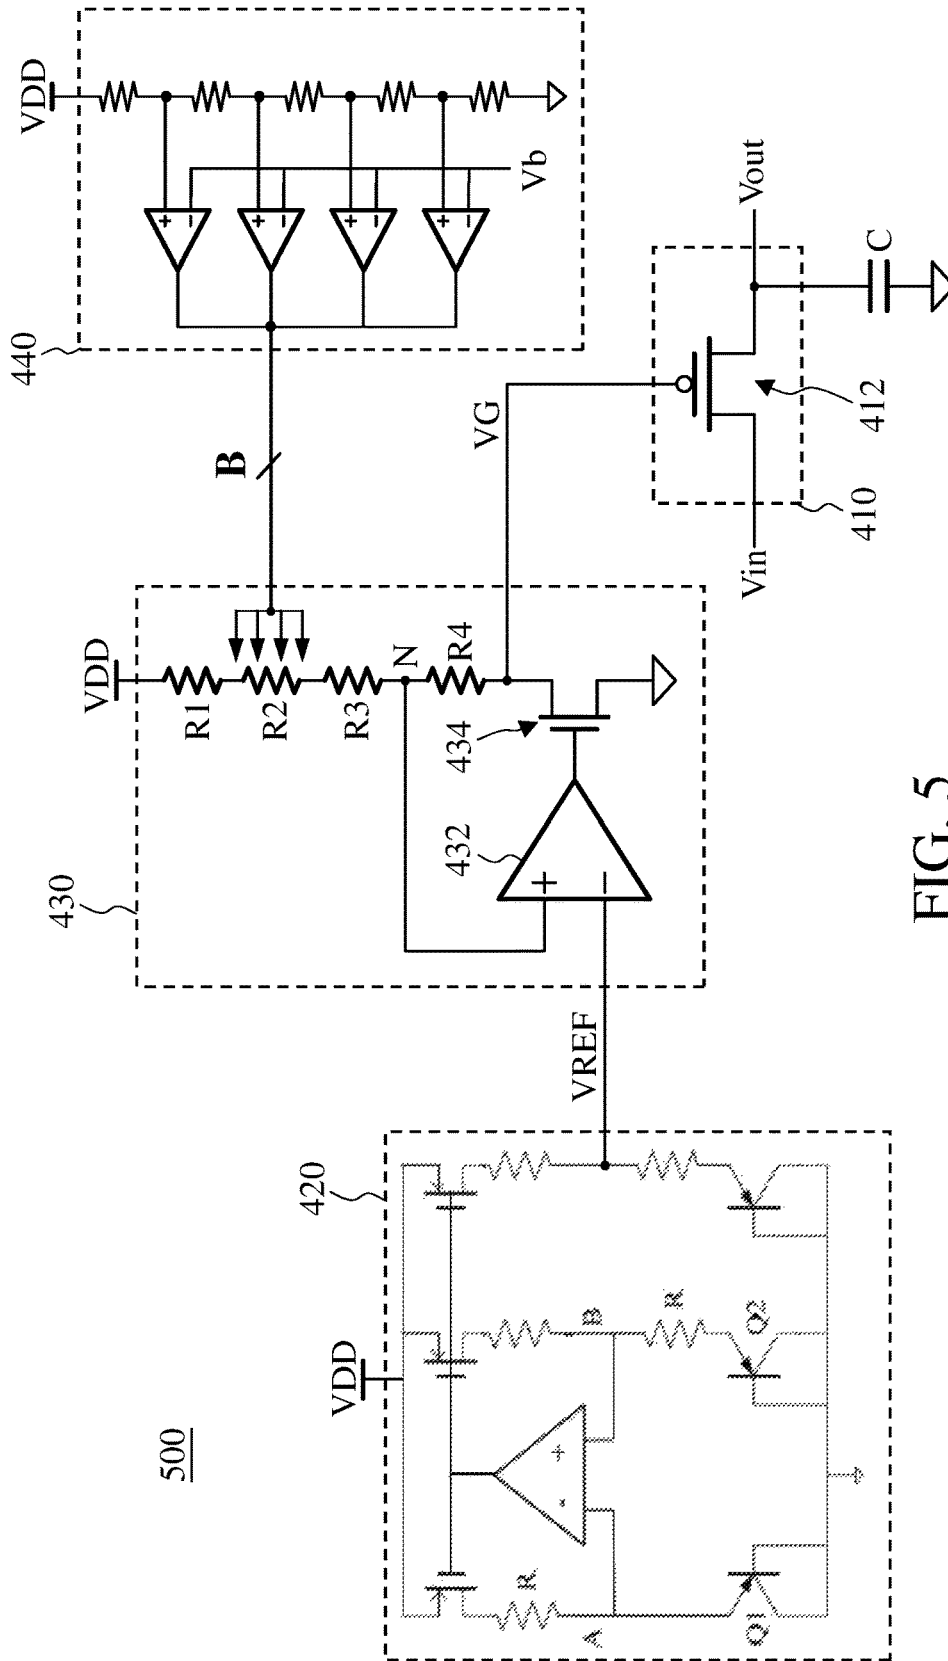 500
VDD
420
R
A
Q1
-
+
B
R
Q2
VREF
430
432
+
−
434
VDD
R1
R2
R3
N
R4
VG
B
440
VDD
+
−
+
−
+
−
+
−
Vb
Vin
410
412
Vout
C
FIG. 5